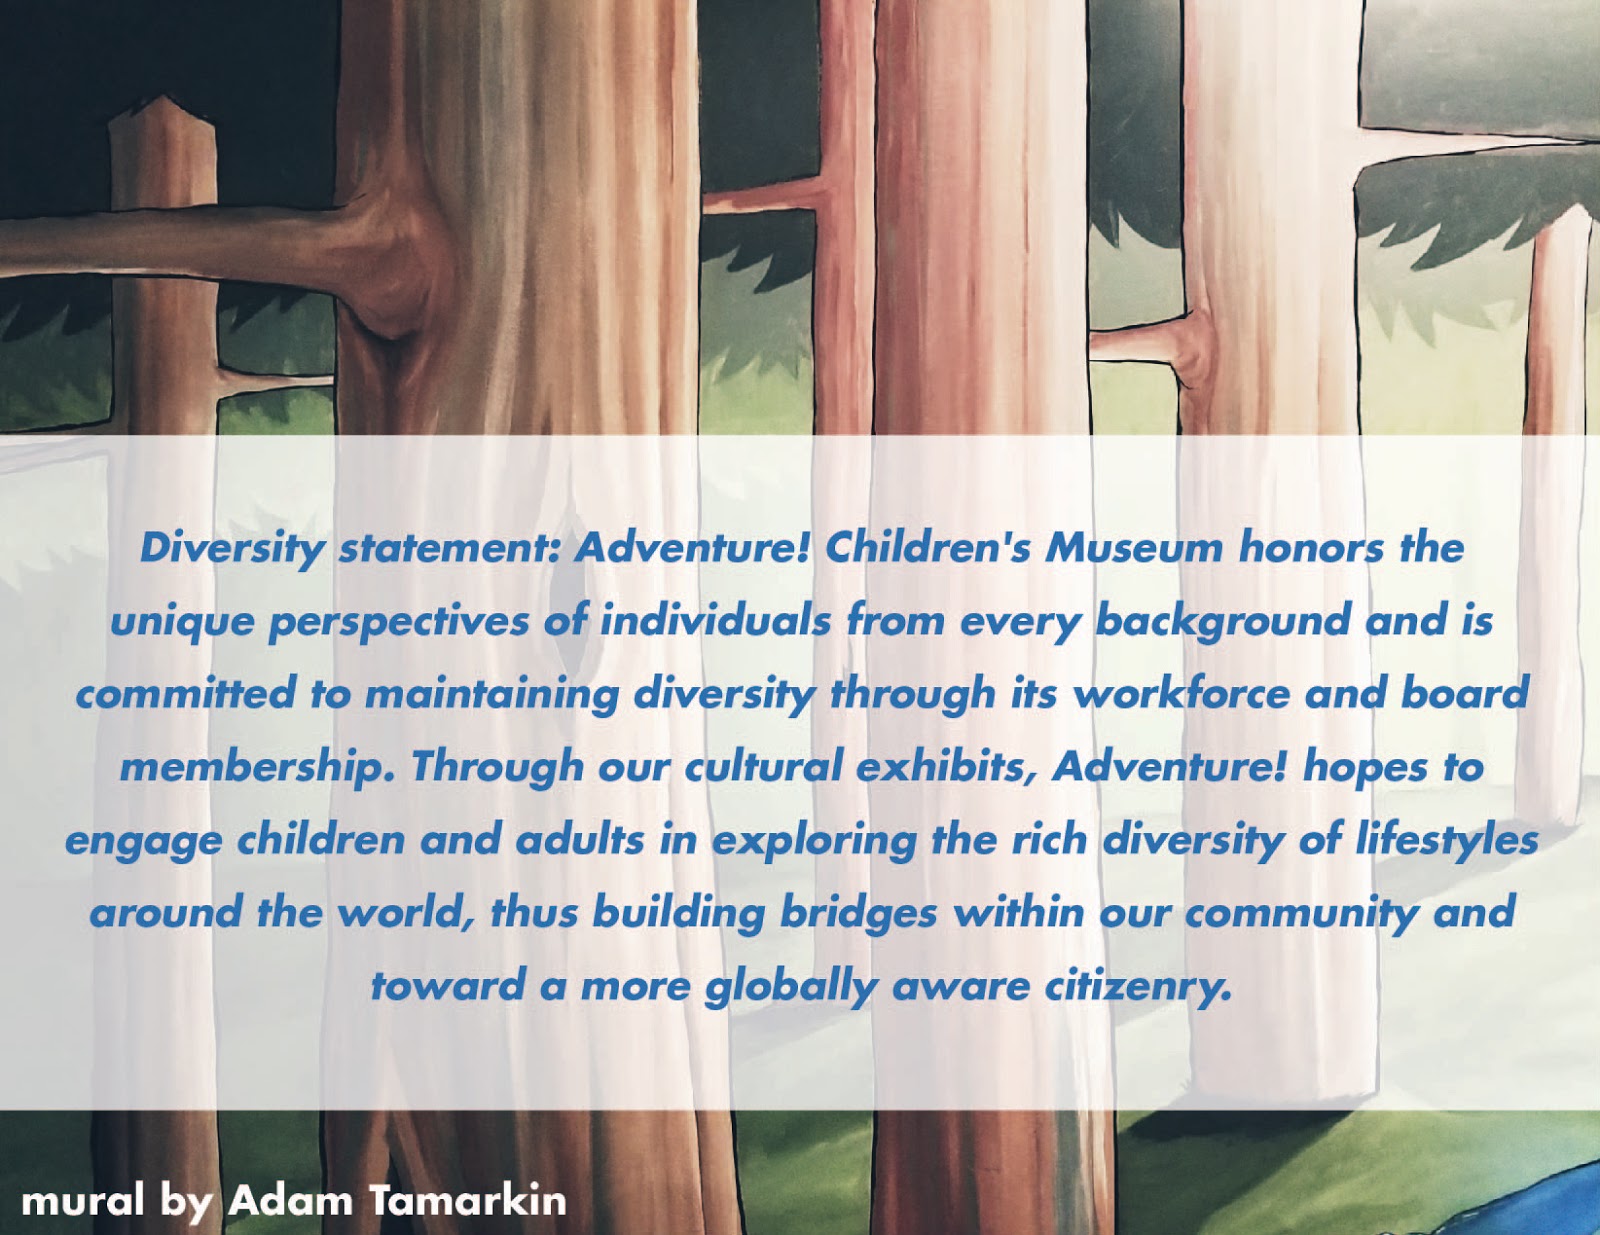 Diversity statement: Adventure! Children's Museum honors the
unique perspectives of individuals from every background and is
committed to maintaining diversity through its workforce and board
membership. Through our cultural exhibits, Adventure! hopes to
engage children and adults in exploring the rich diversity of lifestyles
around the world, thus building bridges within our community and
toward a more globally aware citizenry.
mural by Adam Tamarkin